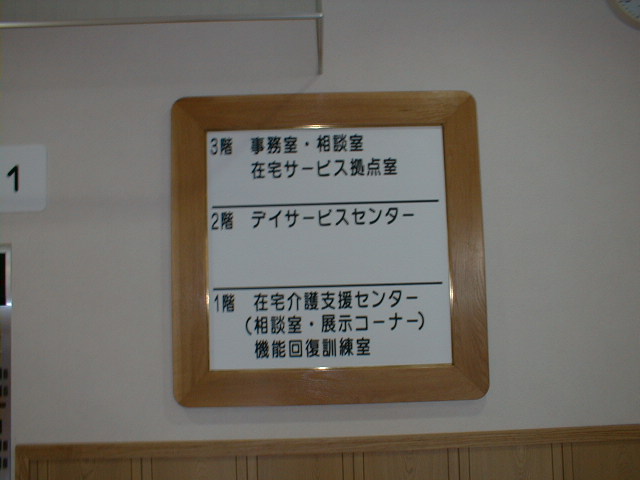 1
3階 事務室・相談室
在宅サービス拠点室
2階 デイサービスセンター
1階 在宅介護支援センター
(相談室・展示コーナー)
機能回復訓練室